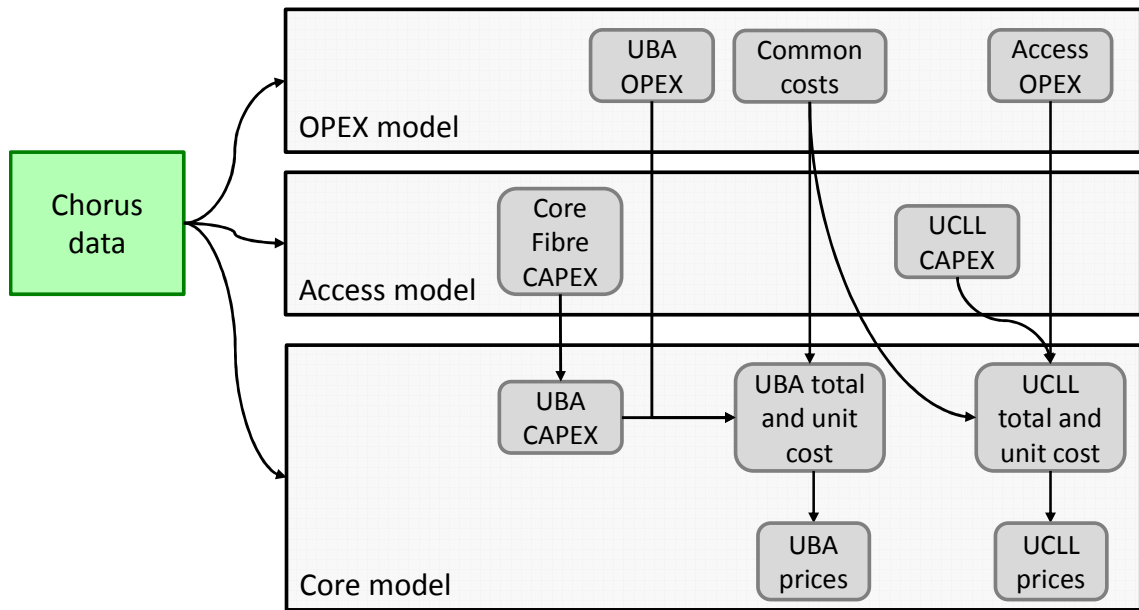 UBA
OPEX
Common
costs
Access
OPEX
OPEX model
Chorus
data
Core
Fibre
CAPEX
UCLL
CAPEX
Access model
UBA
CAPEX
UBA total
and unit
cost
UCLL
total and
unit cost
UBA
prices
UCLL
prices
Core model